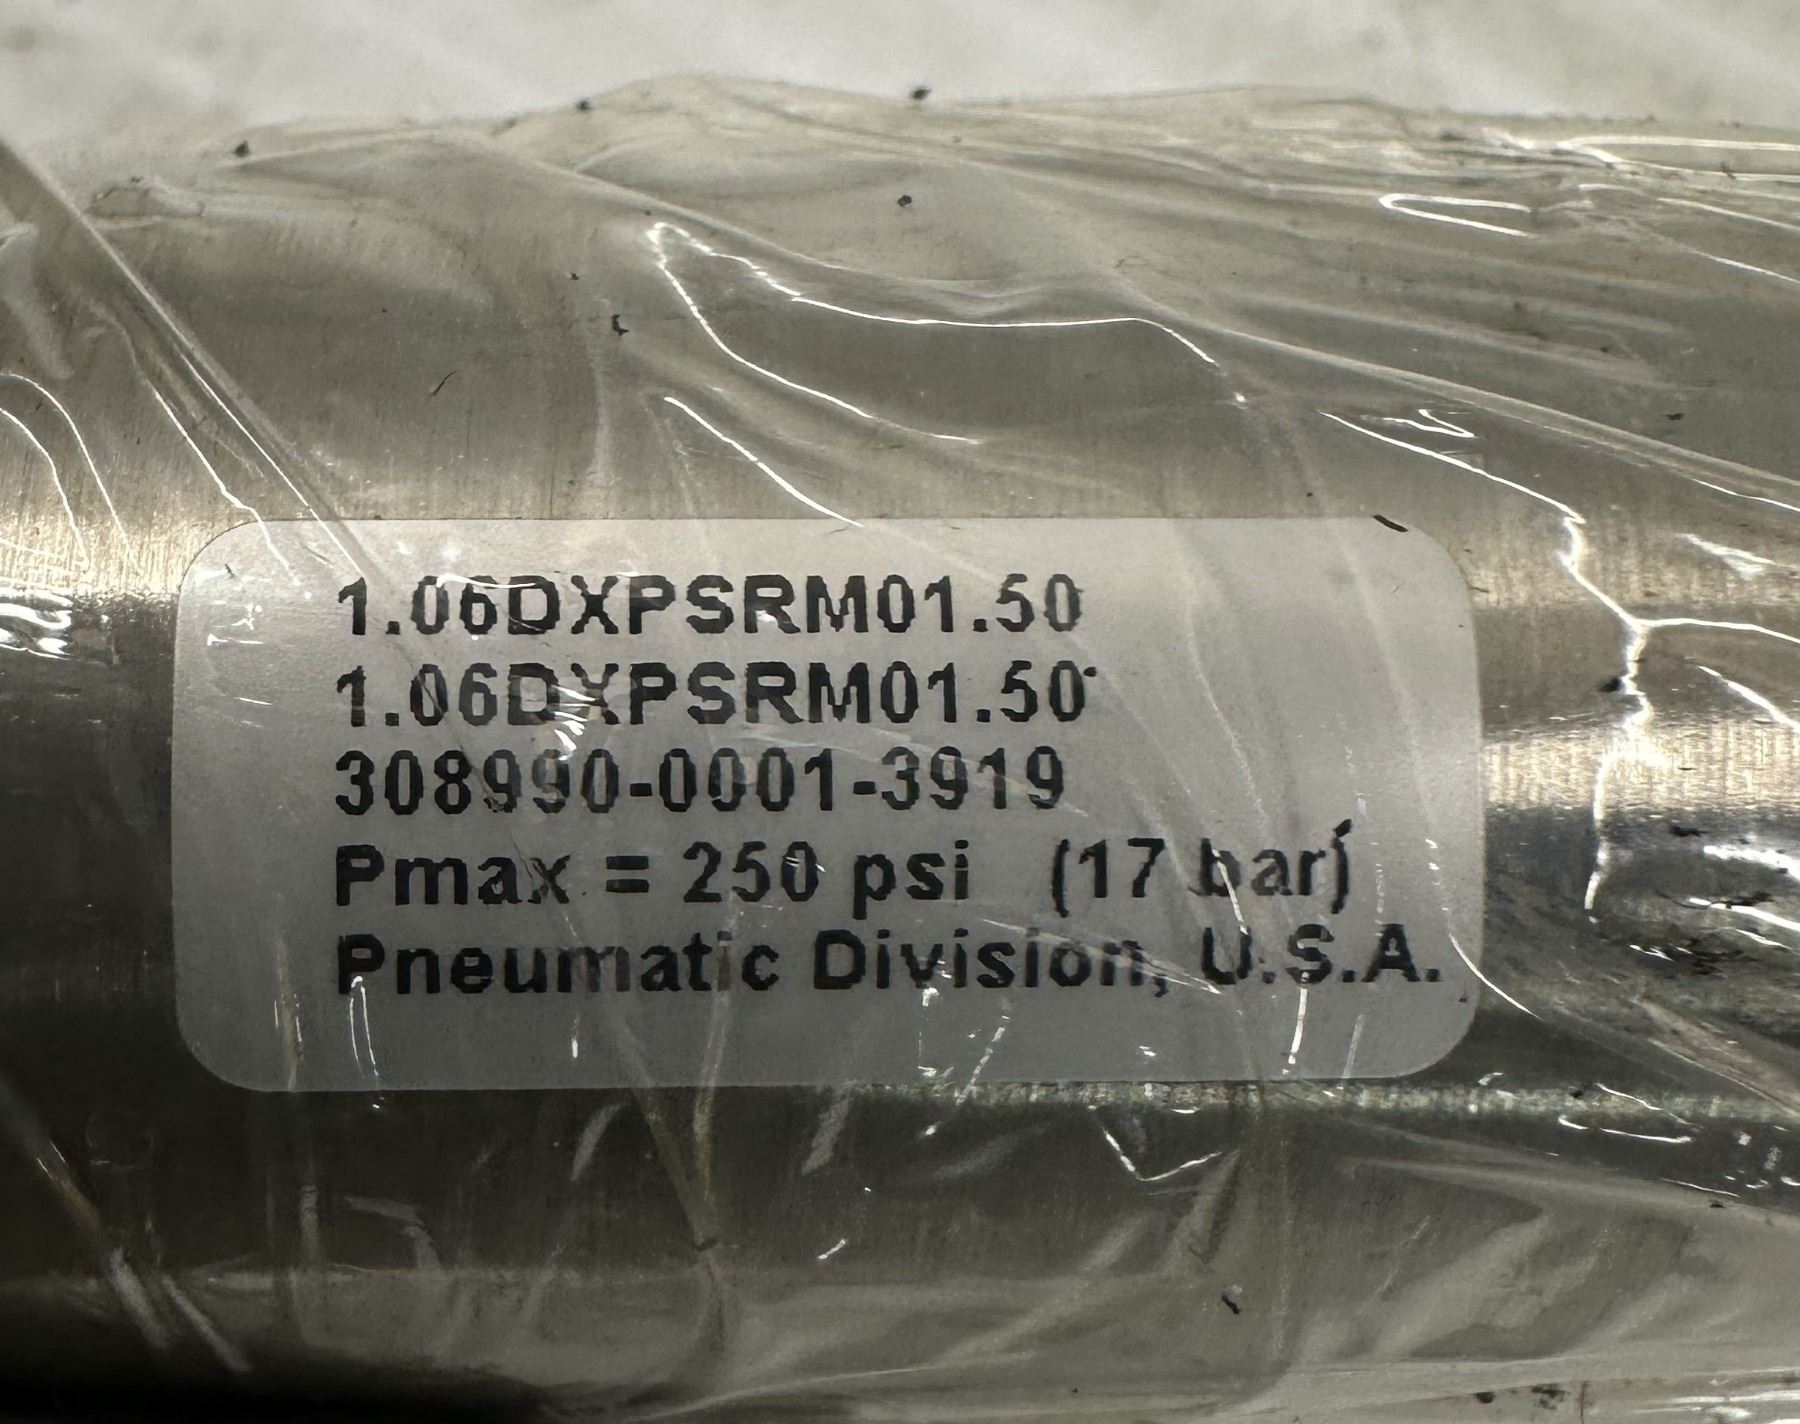 1.06DXPSRM01.50
1.06DXPSRM01.50
308990-0001-3919
Pmax = 250 psi (17 bar)
Pneumatic Division, U.S.A.